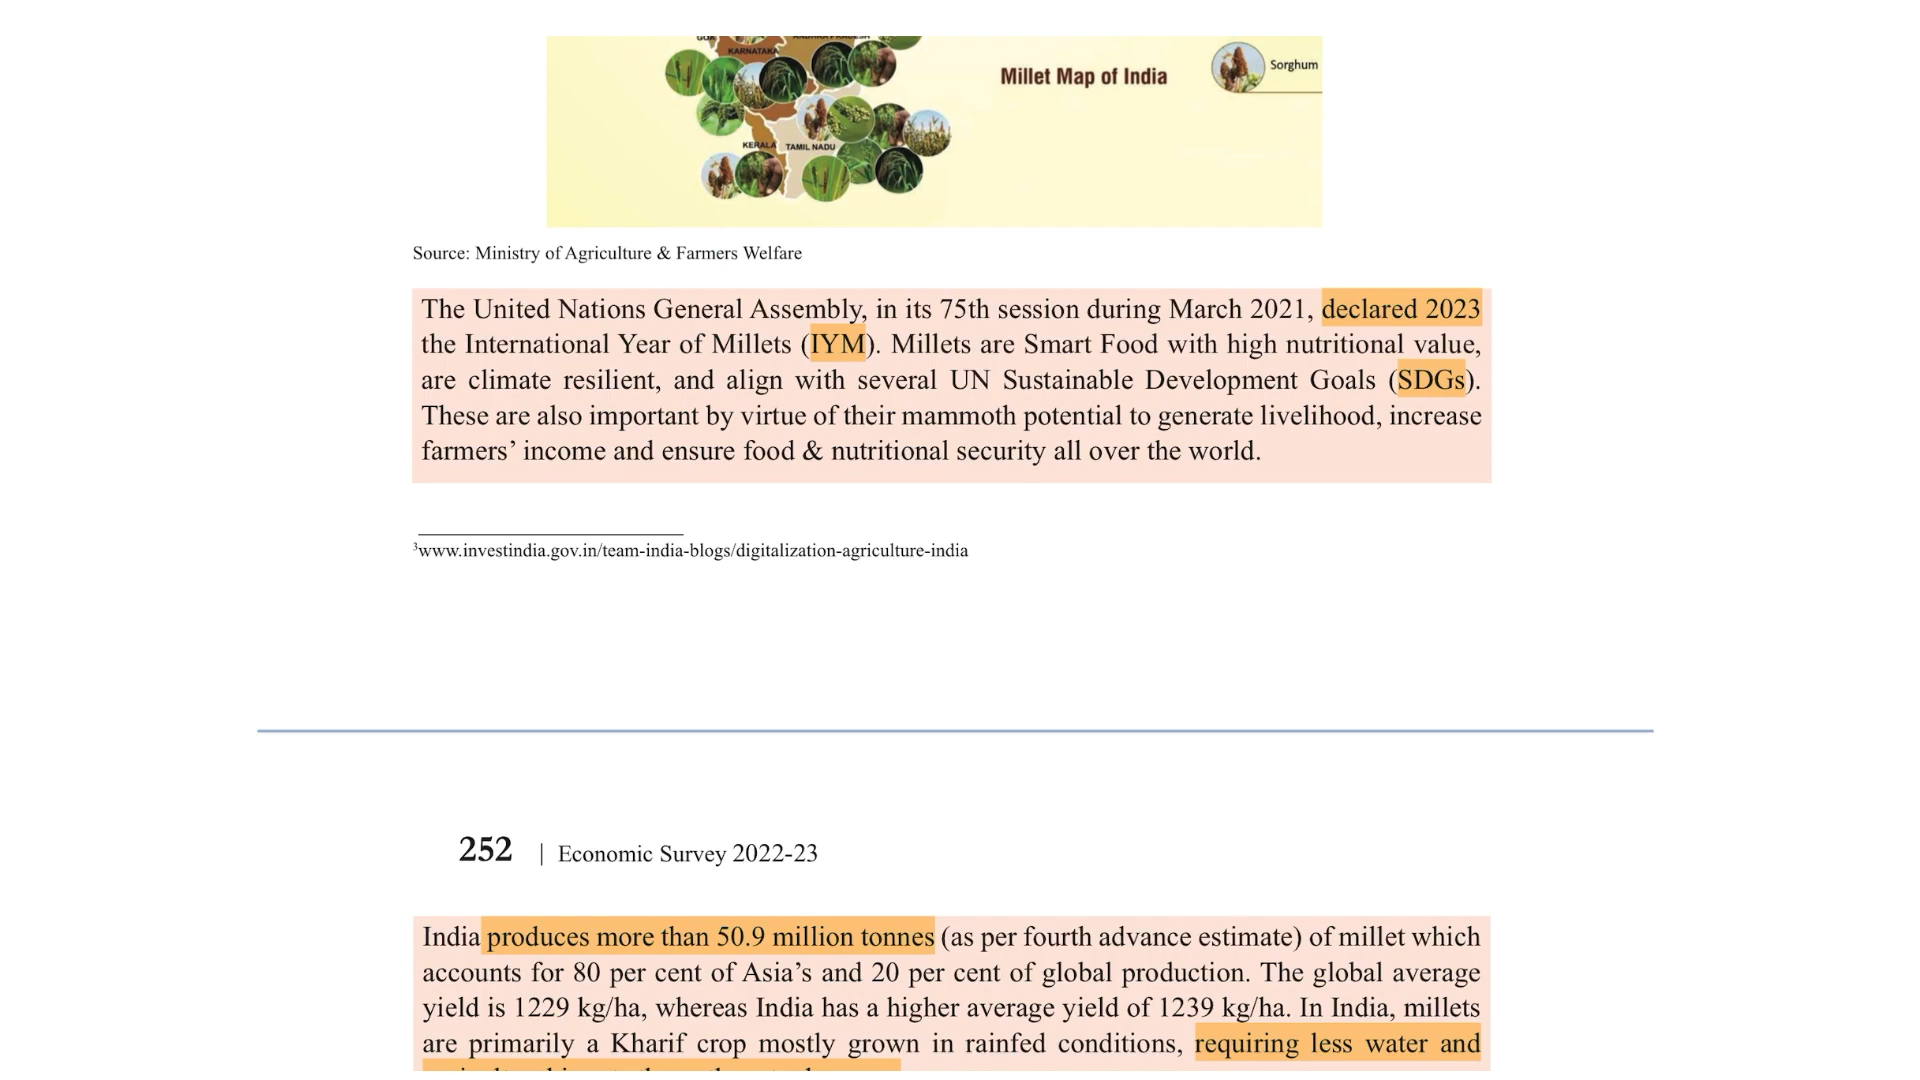 KARNATAKA
Millet Map of India
Sorghum
KERALA
TAMIL NADU
Source: Ministry of Agriculture & Farmers Welfare
The United Nations General Assembly, in its 75th session during March 2021, declared 2023
the International Year of Millets (IYM). Millets are Smart Food with high nutritional value,
are climate resilient, and align with several UN Sustainable Development Goals (SDGs).
These are also important by virtue of their mammoth potential to generate livelihood, increase
farmers’ income and ensure food & nutritional security all over the world.
³www.investindia.gov.in/team-india-blogs/digitalization-agriculture-india
252 | Economic Survey 2022-23
India produces more than 50.9 million tonnes (as per fourth advance estimate) of millet which
accounts for 80 per cent of Asia’s and 20 per cent of global production. The global average
yield is 1229 kg/ha, whereas India has a higher average yield of 1239 kg/ha. In India, millets
are primarily a Kharif crop mostly grown in rainfed conditions, requiring less water and